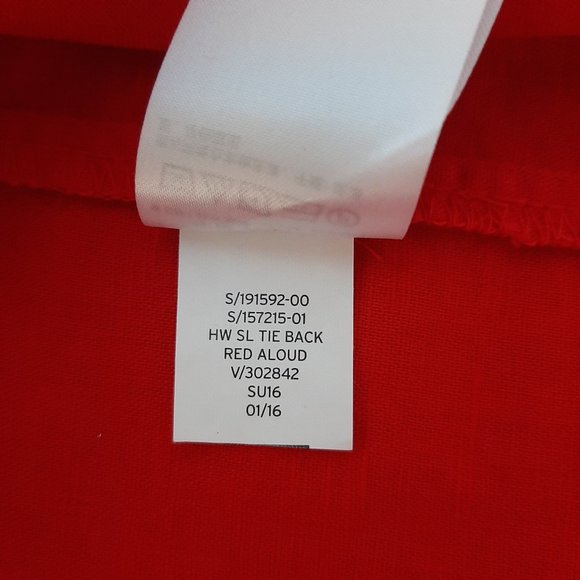 S/191592-00
S/157215-01
HW SL TIE BACK
RED ALOUD
V/302842
SU16
01/16